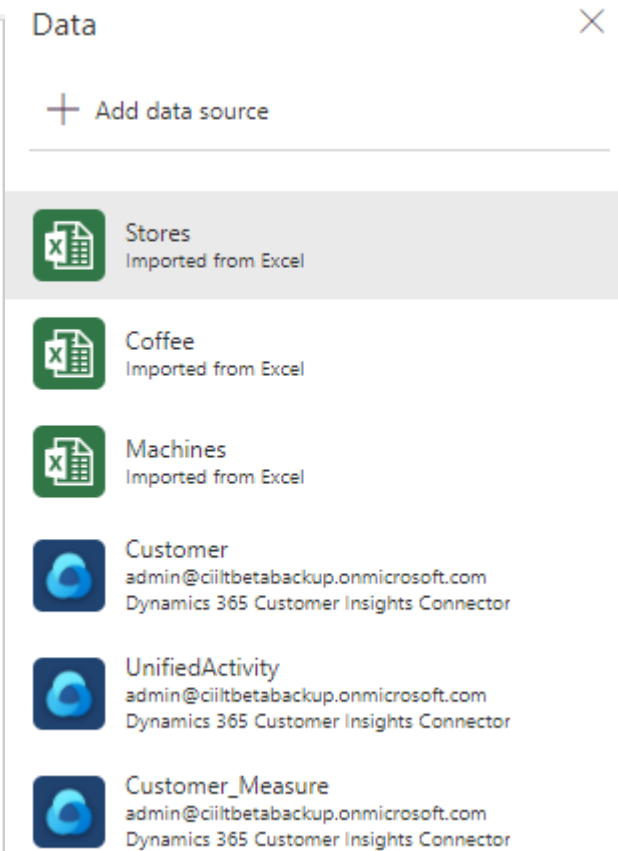 Data
Add data source
Stores
Imported from Excel
Coffee
Imported from Excel
Machines
Imported from Excel
Customer
admin@ciiltbetabackup.onmicrosoft.com
Dynamics 365 Customer Insights Connector
UnifiedActivity
admin@ciiltbetabackup.onmicrosoft.com
Dynamics 365 Customer Insights Connector
Customer_Measure
admin@ciiltbetabackup.onmicrosoft.com
Dynamics 365 Customer Insights Connector